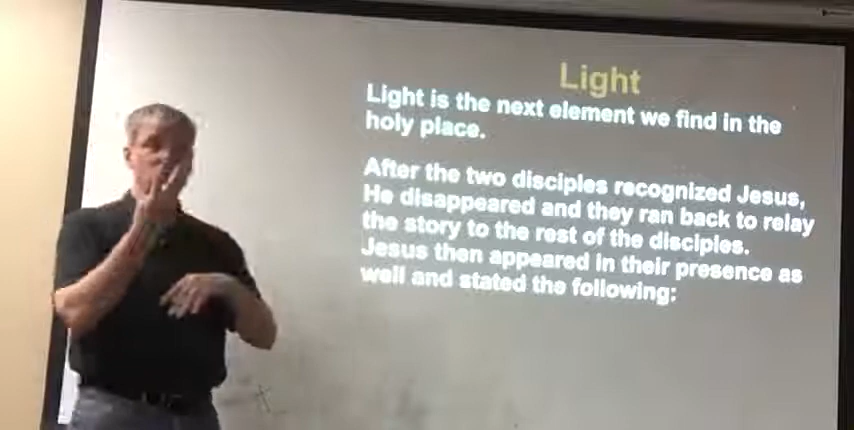 Light
Light is the next element we find in the
holy place.
After the two disciples recognized Jesus,
He disappeared and they ran back to relay
the story to the rest of the disciples.
Jesus then appeared in their presence as
well and stated the following: